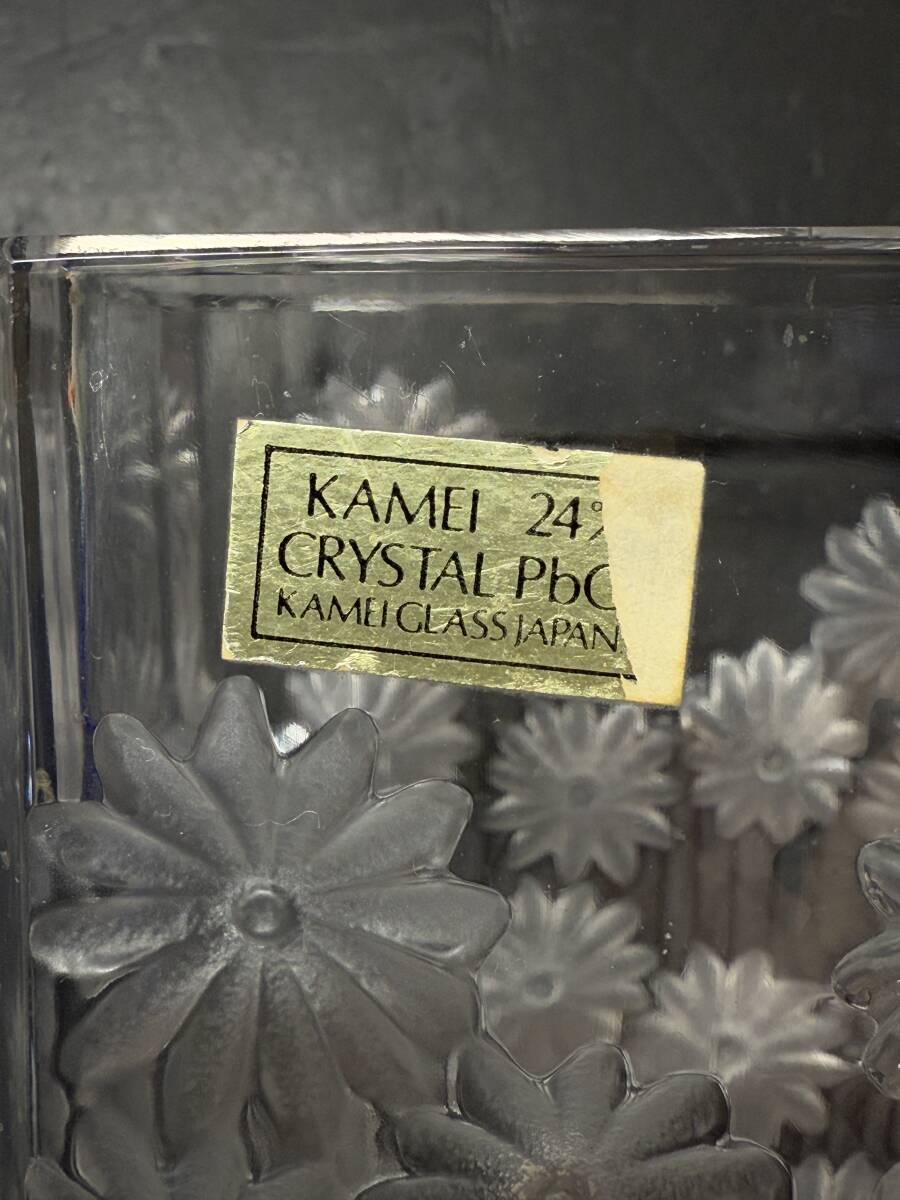 KAMEI 24%
CRYSTAL PbO
KAMEI GLASS JAPAN